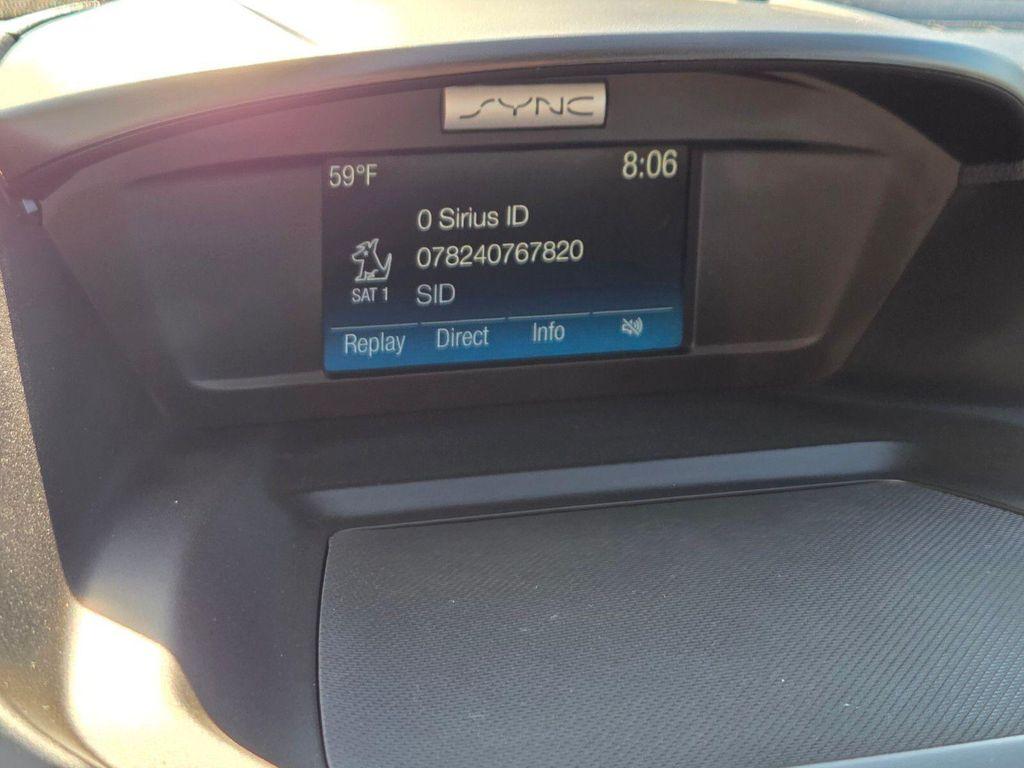 SYNC
59°F 8:06
0 Sirius ID
078240767820
SAT 1 SID
Replay Direct Info